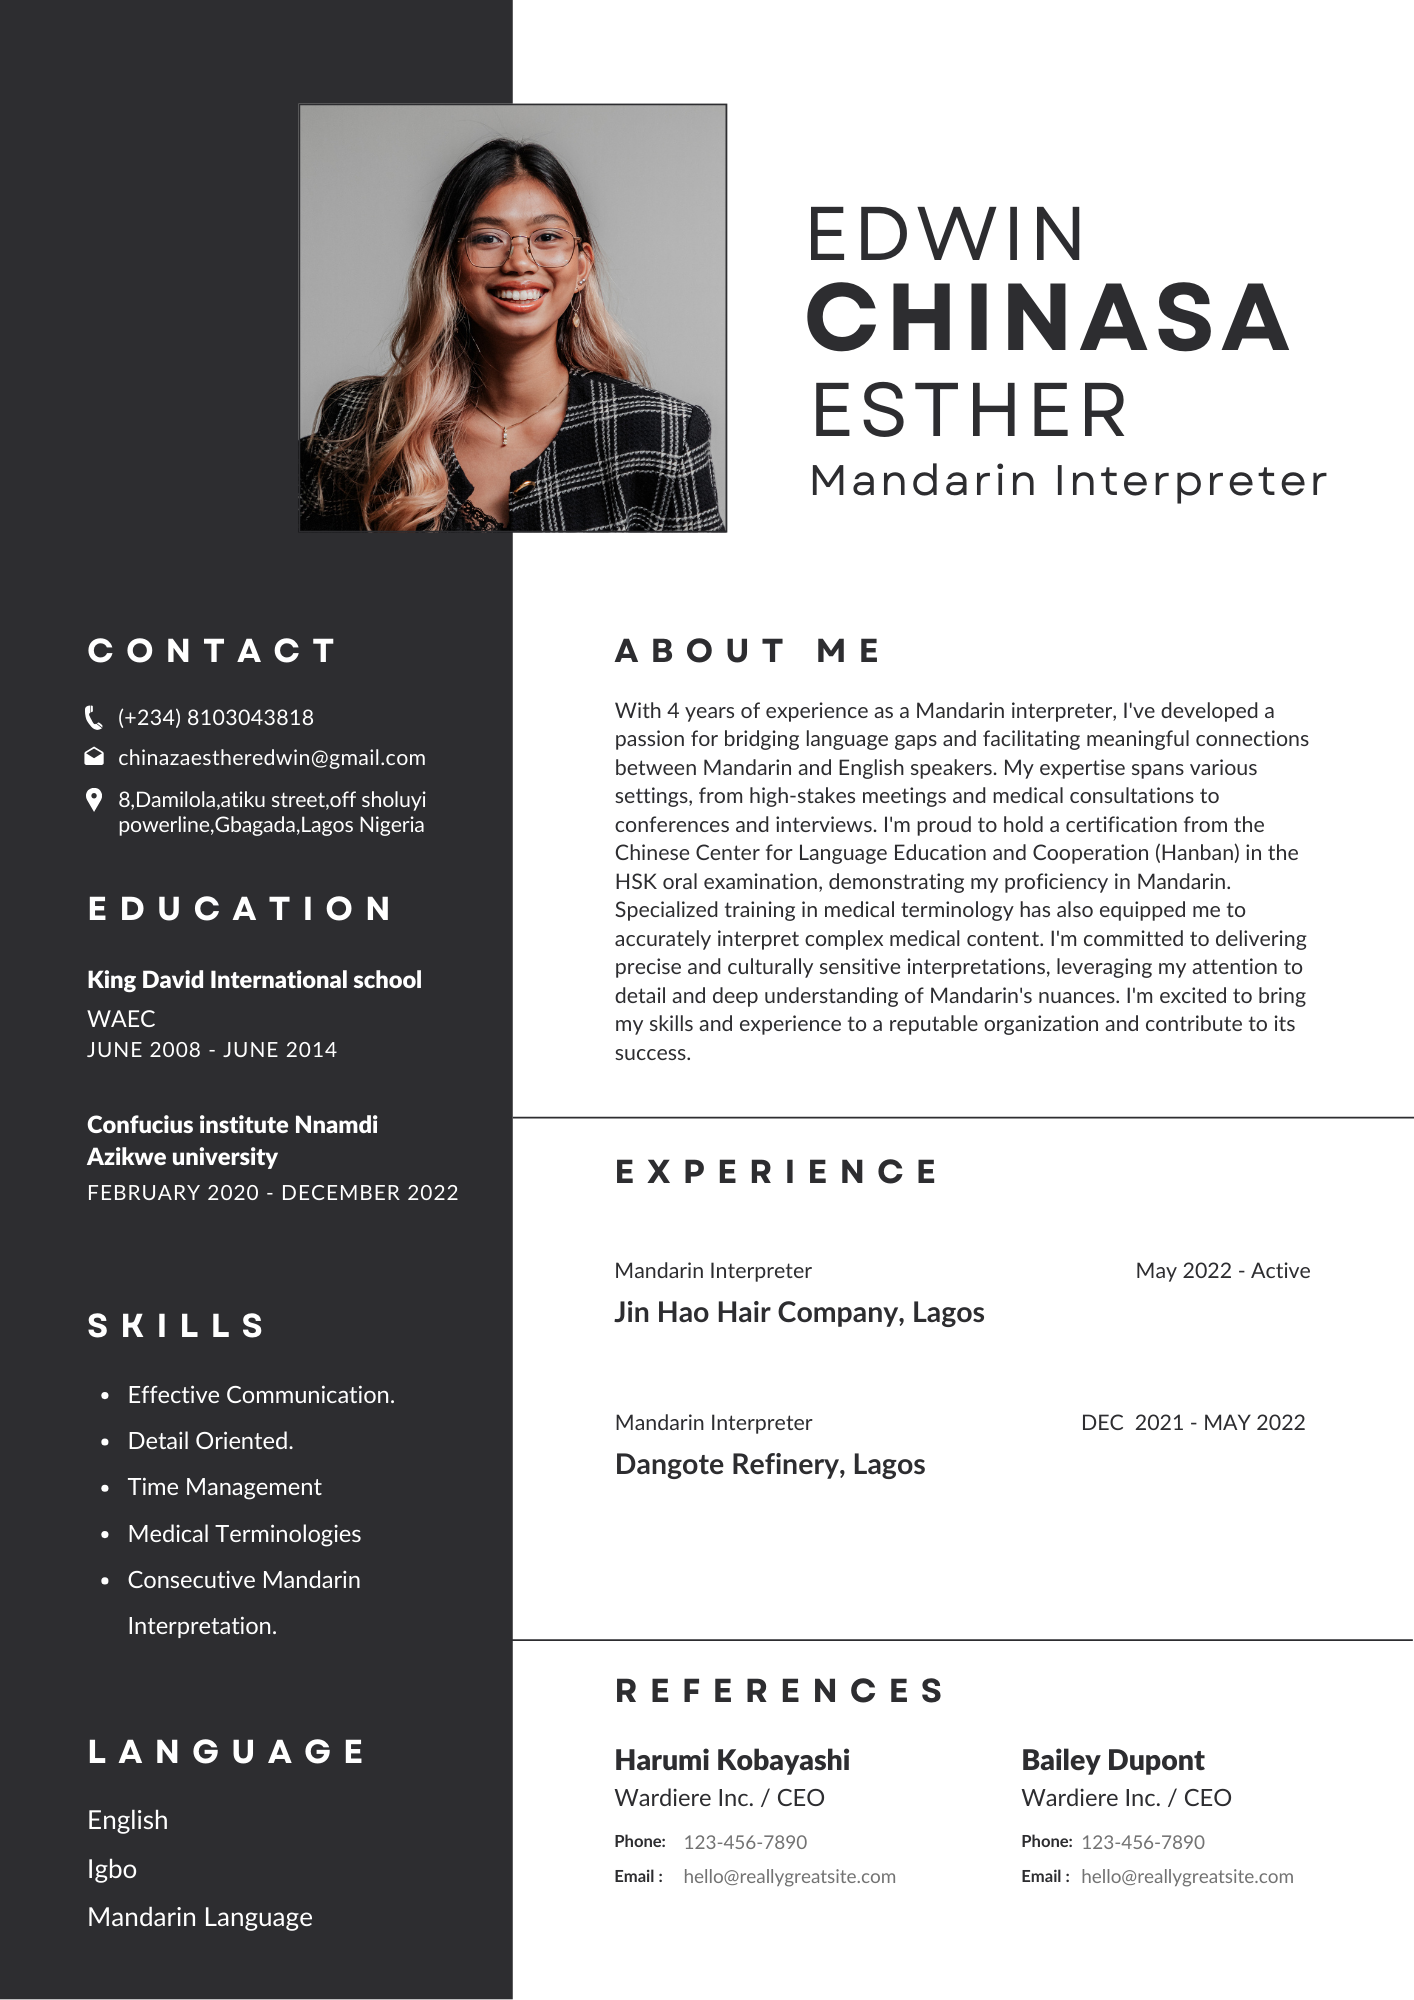 EDWIN
CHINASA
ESTHER
Mandarin Interpreter
CONTACT
(+234) 8103043818
chinazaestheredwin@gmail.com
8,Damilola,atiku street,off sholuyi
powerline,Gbagada,Lagos Nigeria
EDUCATION
King David International school
WAEC
JUNE 2008 - JUNE 2014
Confucius institute Nnamdi
Azikwe university
FEBRUARY 2020 - DECEMBER 2022
SKILLS
• Effective Communication.
• Detail Oriented.
• Time Management
• Medical Terminologies
• Consecutive Mandarin
Interpretation.
LANGUAGE
English
Igbo
Mandarin Language
ABOUT ME
With 4 years of experience as a Mandarin interpreter, I've developed a
passion for bridging language gaps and facilitating meaningful connections
between Mandarin and English speakers. My expertise spans various
settings, from high-stakes meetings and medical consultations to
conferences and interviews. I'm proud to hold a certification from the
Chinese Center for Language Education and Cooperation (Hanban) in the
HSK oral examination, demonstrating my proficiency in Mandarin.
Specialized training in medical terminology has also equipped me to
accurately interpret complex medical content. I'm committed to delivering
precise and culturally sensitive interpretations, leveraging my attention to
detail and deep understanding of Mandarin's nuances. I'm excited to bring
my skills and experience to a reputable organization and contribute to its
success.
EXPERIENCE
Mandarin Interpreter May 2022 - Active
Jin Hao Hair Company, Lagos
Mandarin Interpreter DEC 2021 - MAY 2022
Dangote Refinery, Lagos
REFERENCES
Harumi Kobayashi
Wardiere Inc. / CEO
Phone: 123-456-7890
Email : hello@reallygreatsite.com
Bailey Dupont
Wardiere Inc. / CEO
Phone: 123-456-7890
Email : hello@reallygreatsite.com